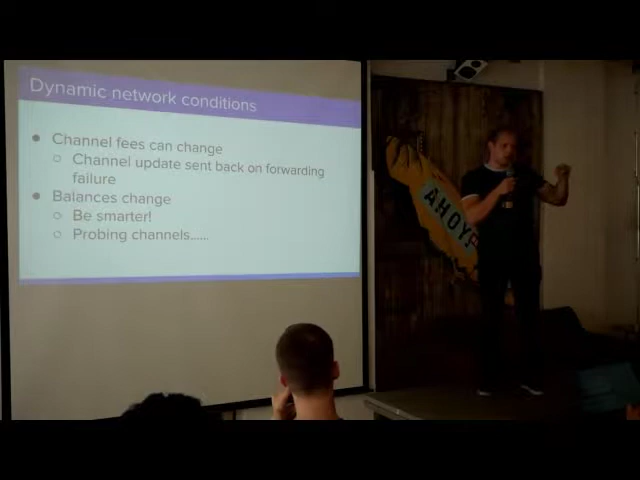 Dynamic network conditions
● Channel fees can change
○ Channel update sent back on forwarding
failure
● Balances change
○ Be smarter!
○ Probing channels......
AHOY!